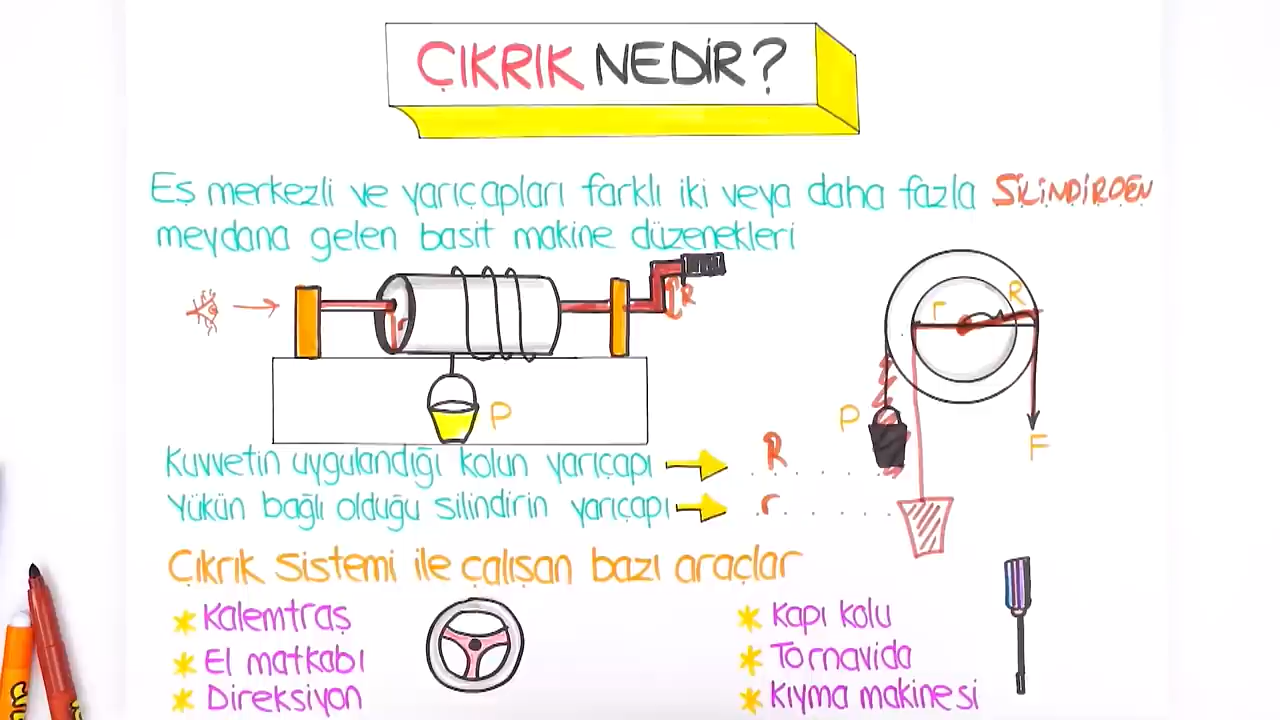 ÇIKRIK NEDİR?
Eş merkezli ve yarıçapları farklı iki veya daha fazla SİLİNDİRDEN
meydana gelen basit makine düzenekleri
R
r
P
r
R
P
F
Kuvvetin uygulandığı kolun yarıçapı → R
Yükün bağlı olduğu silindirin yarıçapı → r
Çıkrık sistemi ile çalışan bazı araçlar
* Kalemtraş
* El matkabı
* Direksiyon
* Kapı kolu
* Tornavida
* Kıyma makinesi